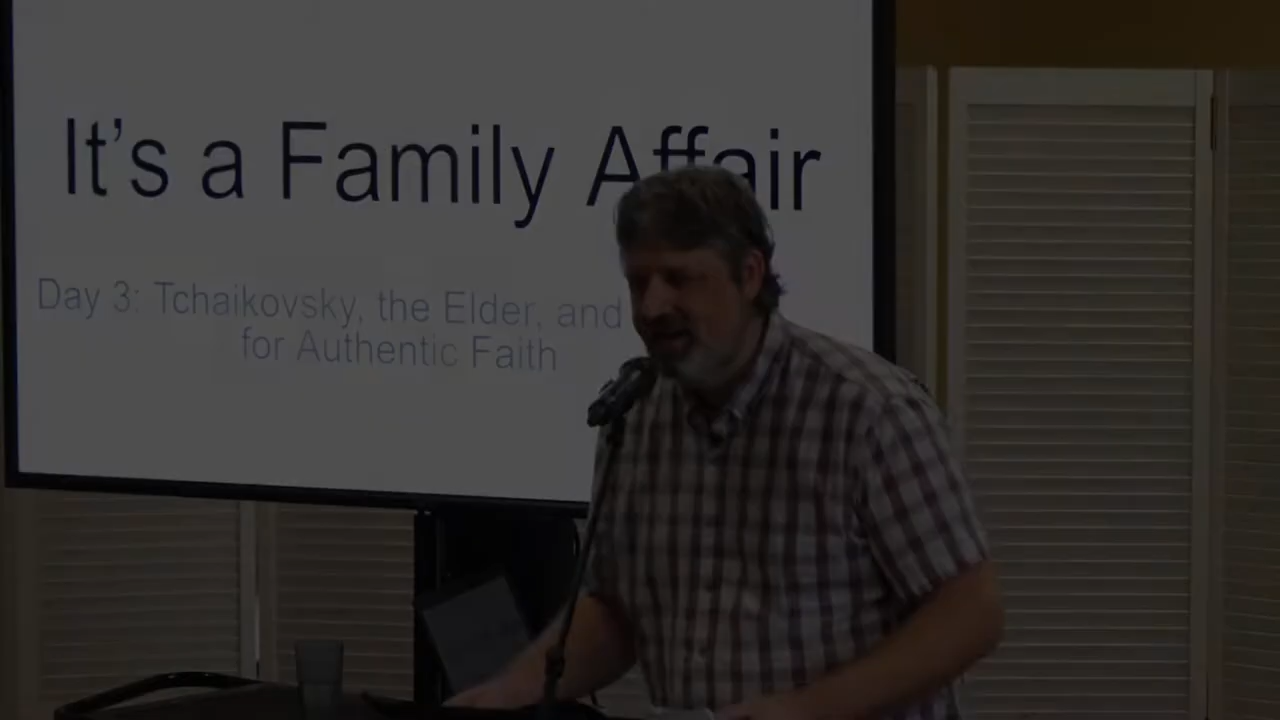 It's a Family Affair
Day 3: Tchaikovsky, the Elder, and
for Authentic Faith